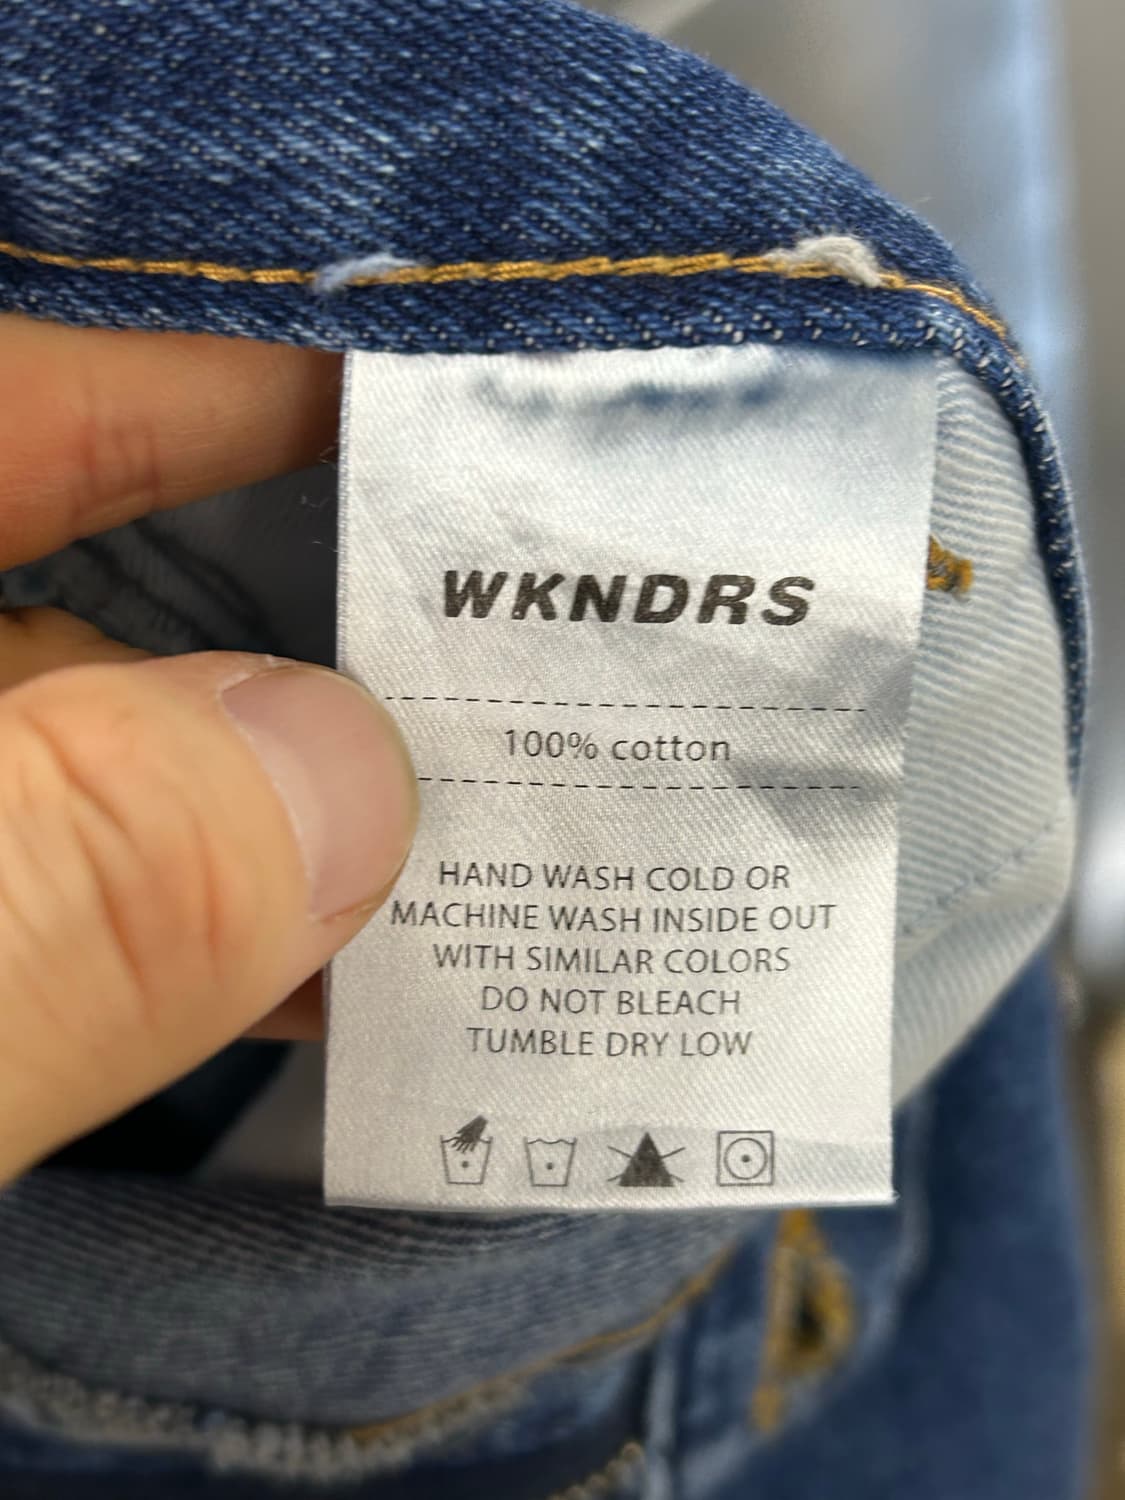 WKNDRS
100% cotton
HAND WASH COLD OR
MACHINE WASH INSIDE OUT
WITH SIMILAR COLORS
DO NOT BLEACH
TUMBLE DRY LOW